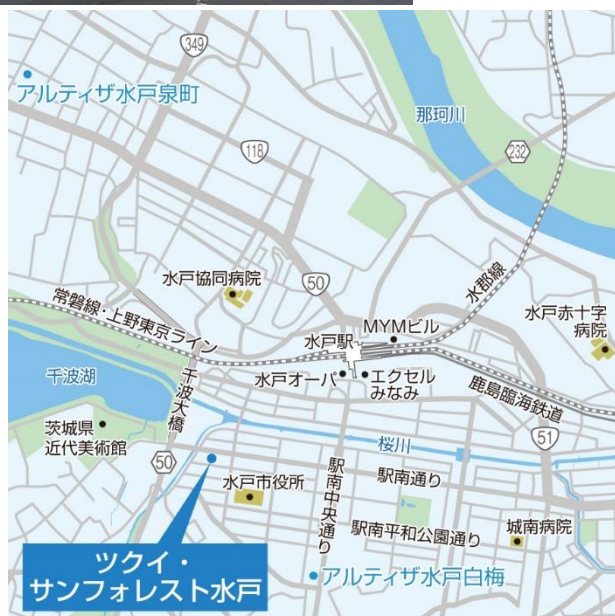 349
アルティザ水戸泉町
那珂川
118
232
水戸協同病院
50
水郡線
常磐線・上野東京ライン
MYMビル
水戸赤十字
病院
水戸駅
千波湖
水戸オーパ
エクセル
みなみ
鹿島臨海鉄道
千波大橋
茨城県
近代美術館
桜川
51
50
駅南通り
水戸市役所
駅南中央通り
駅南平和公園通り
城南病院
ツクイ・
サンフォレスト水戸
アルティザ水戸白梅